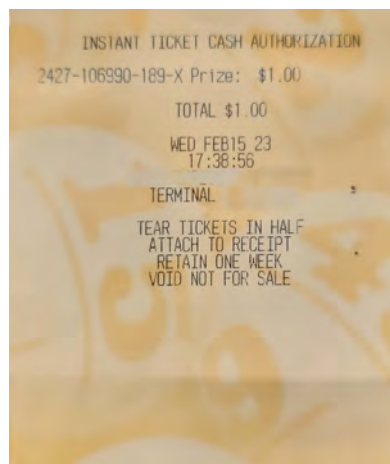 INSTANT TICKET CASH AUTHORIZATION
2427-106990-189-X Prize: $1.00
TOTAL $1.00
WED FEB15 23
17:38:56
TERMINAL
TEAR TICKETS IN HALF
ATTACH TO RECEIPT
RETAIN ONE WEEK
VOID NOT FOR SALE